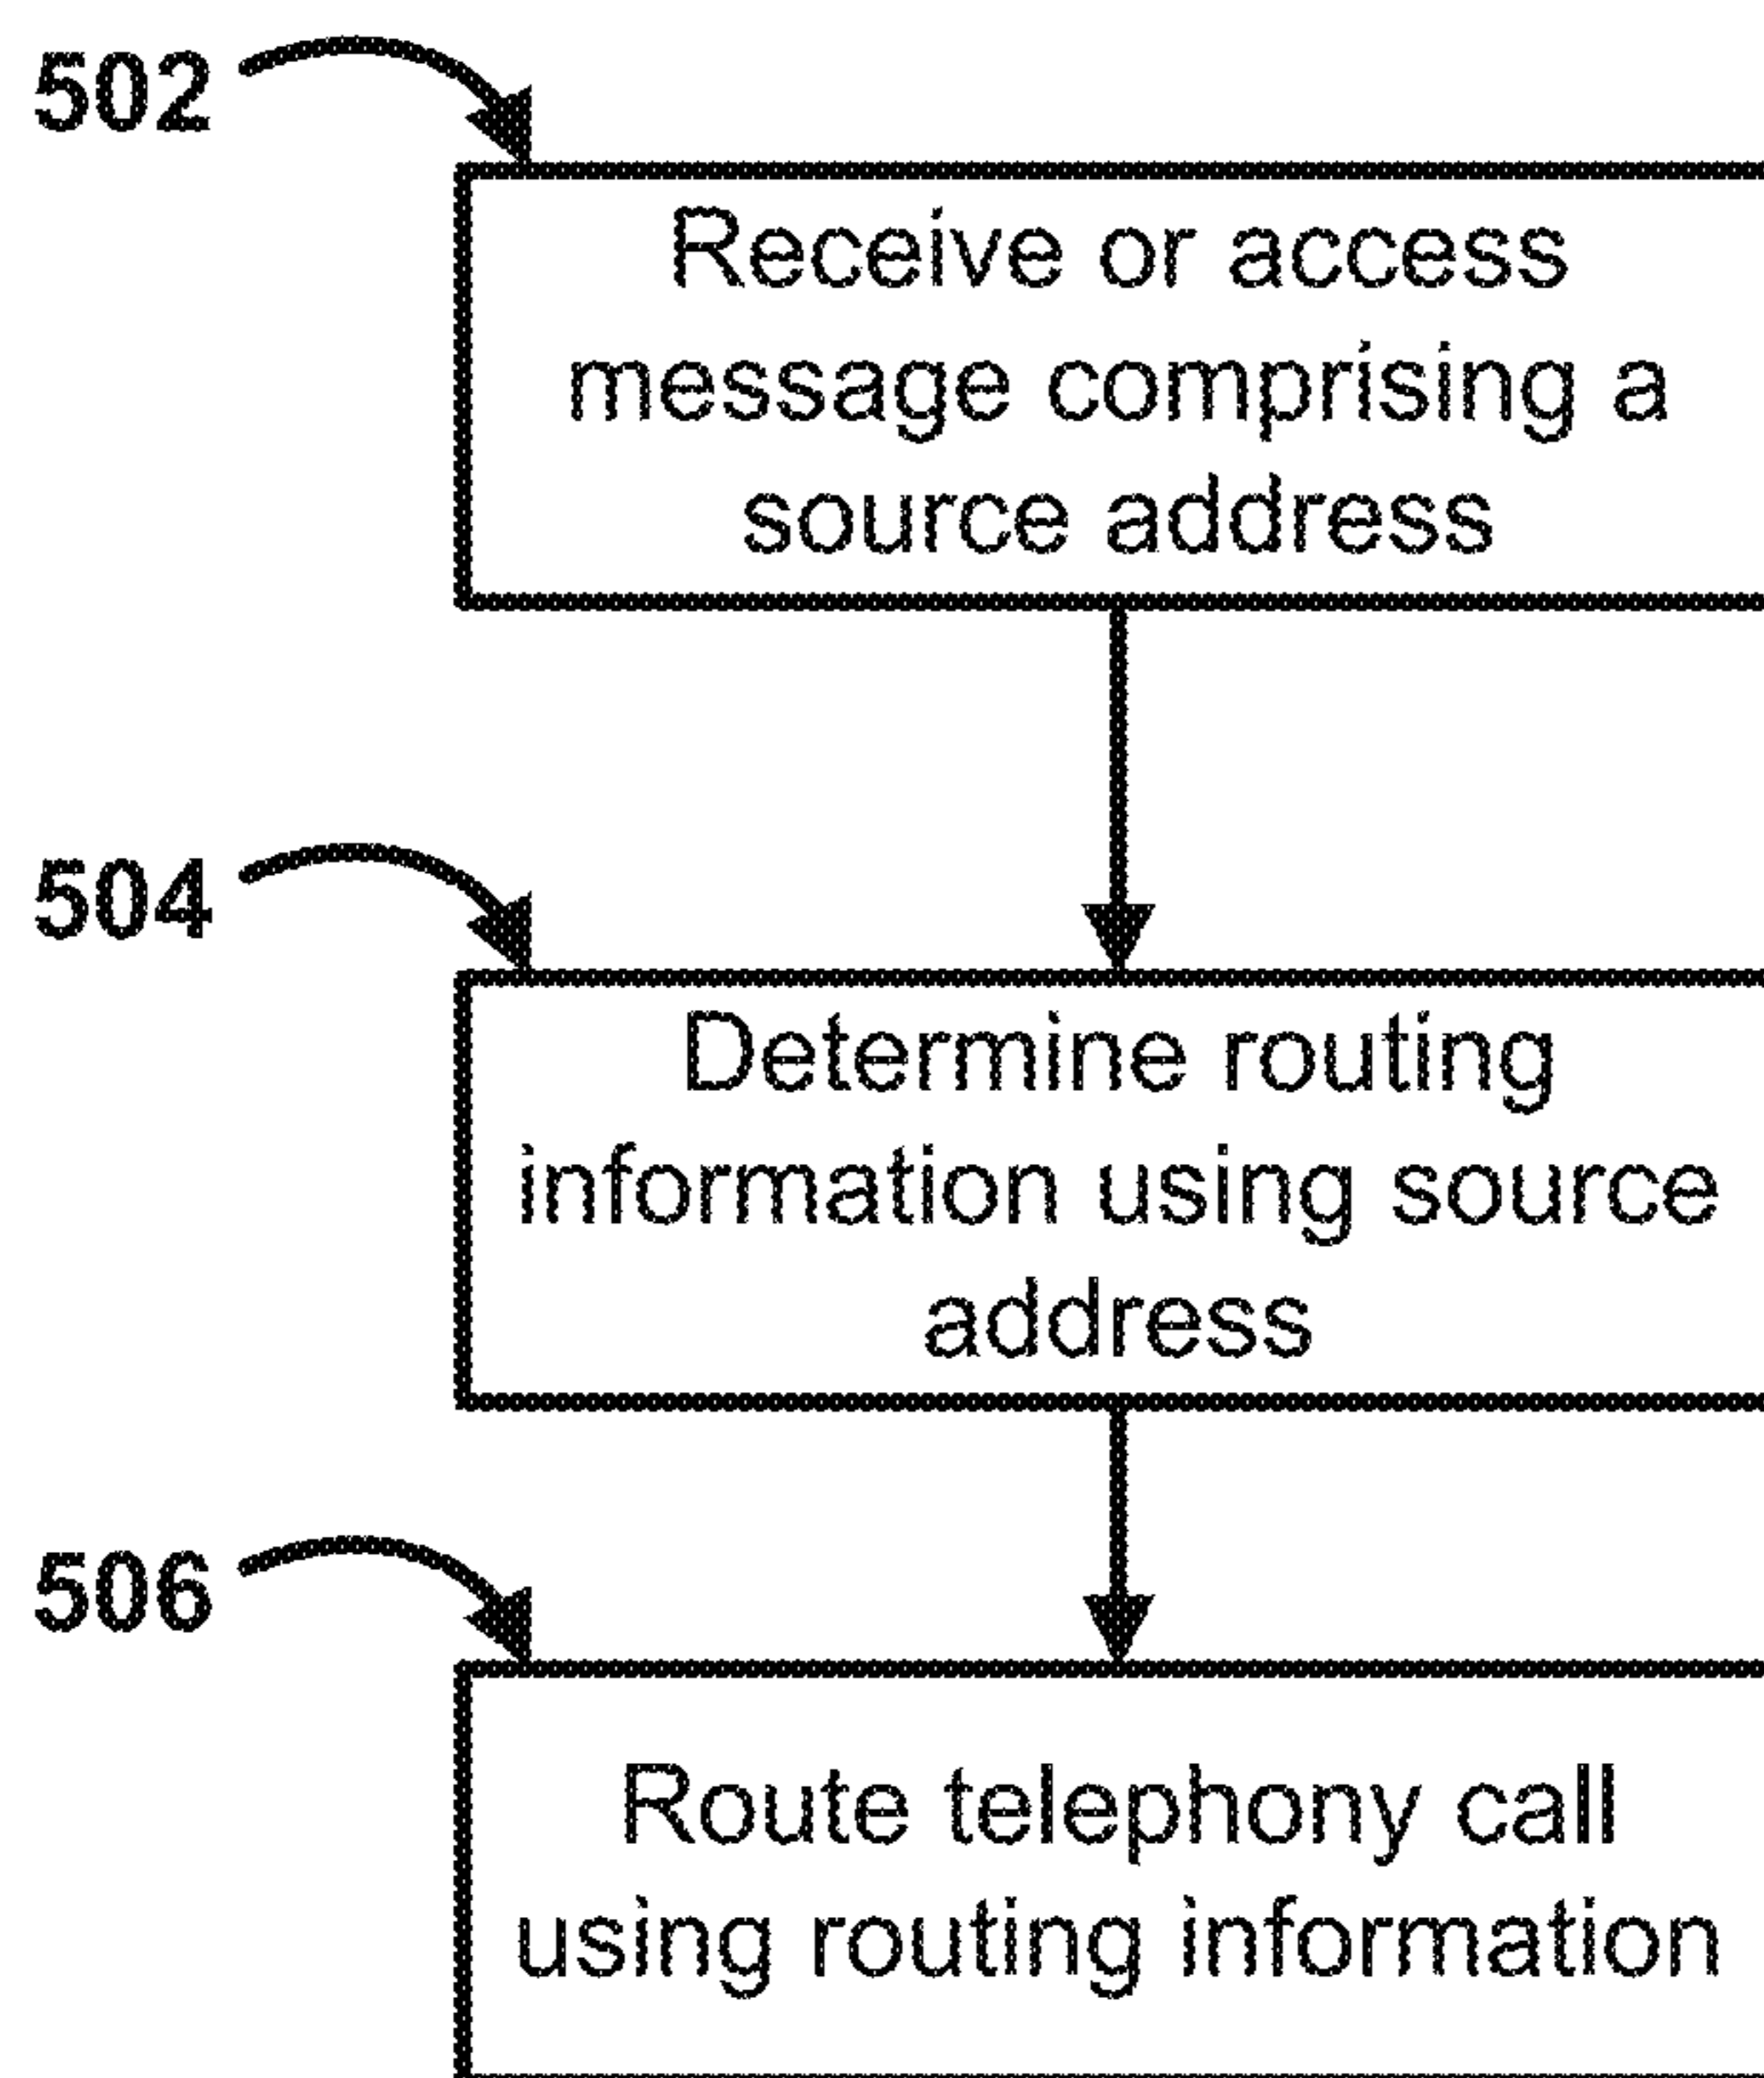 502
Receive or access
message comprising a
source address
504
Determine routing
information using source
address
506
Route telephony call
using routing information